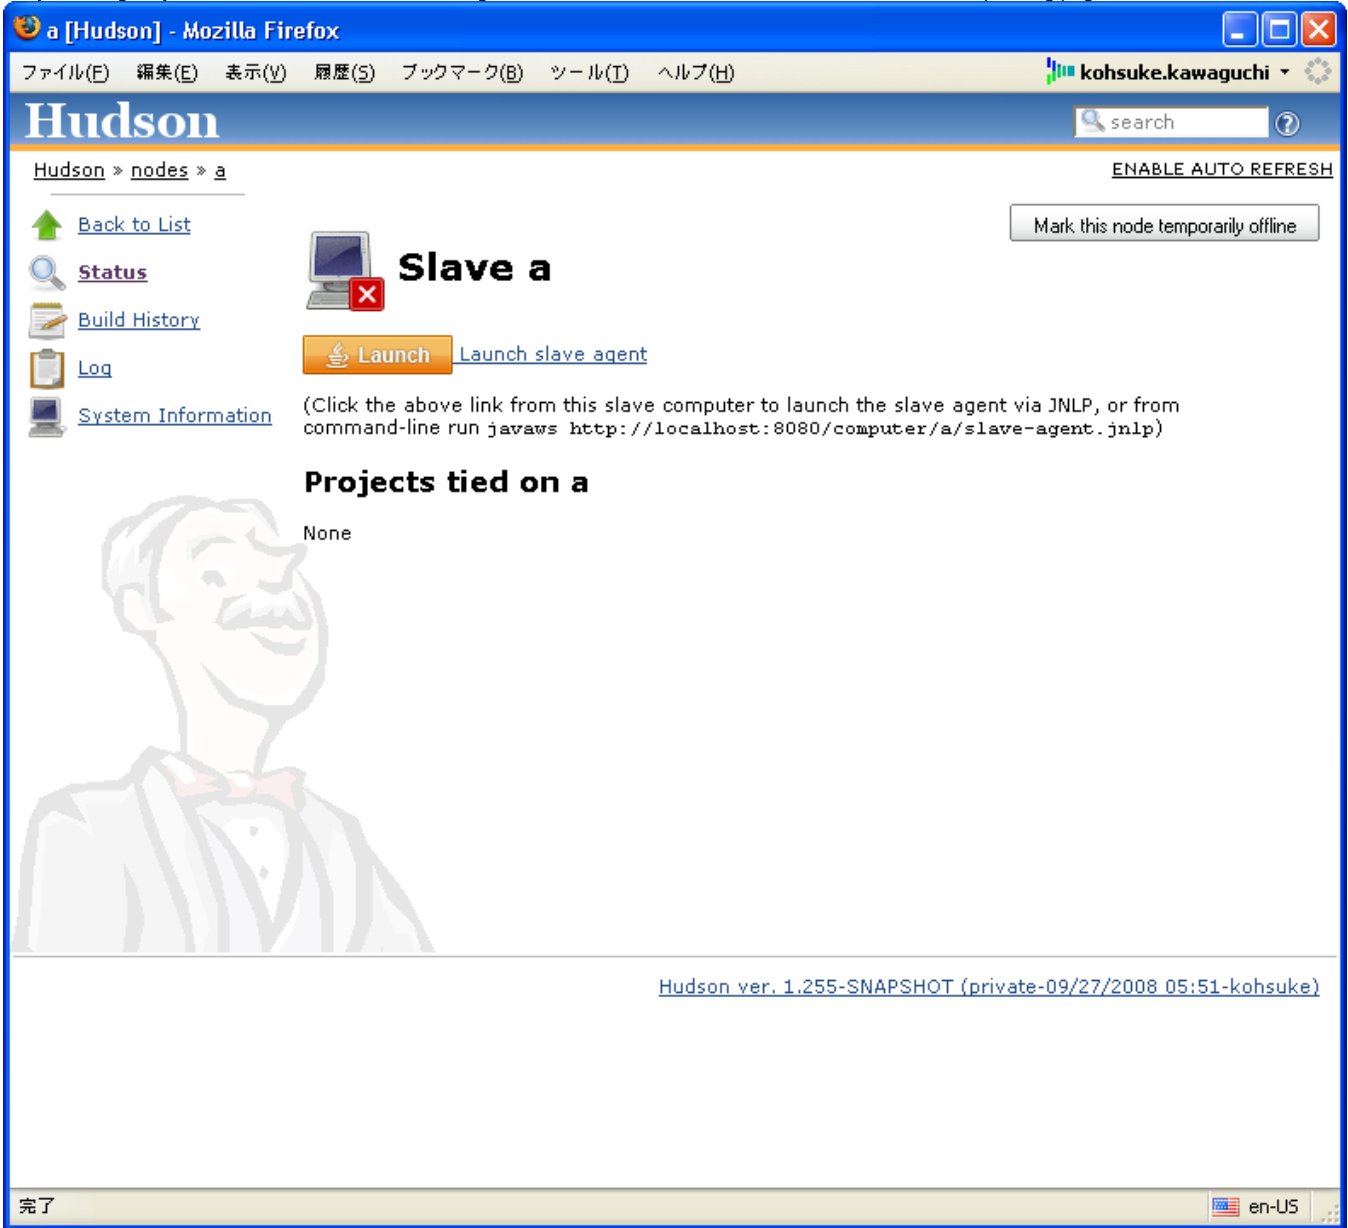 a [Hudson] - Mozilla Firefox
ファイル(F) 編集(E) 表示(V) 履歴(S) ブックマーク(B) ツール(T) ヘルプ(H) kohsuke.kawaguchi
Hudson
search
Hudson » nodes » a
ENABLE AUTO REFRESH
Back to List
Status
Build History
Log
System Information
Mark this node temporarily offline
Slave a
Launch Launch slave agent
(Click the above link from this slave computer to launch the slave agent via JNLP, or from
command-line run javaws http://localhost:8080/computer/a/slave-agent.jnlp)
Projects tied on a
None
Hudson ver. 1.255-SNAPSHOT (private-09/27/2008 05:51-kohsuke)
完了
en-US